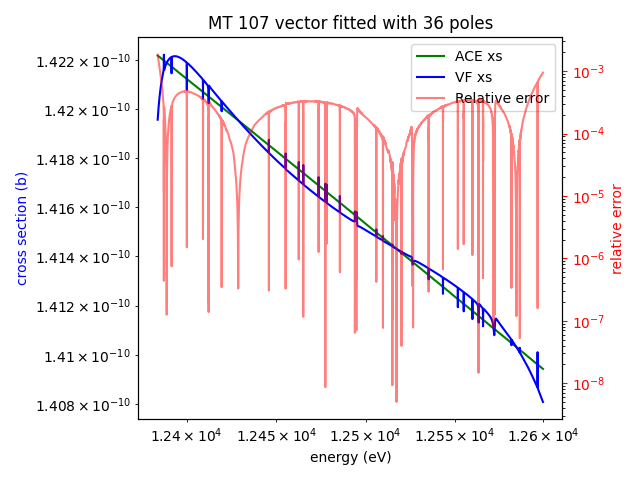 MT 107 vector fitted with 36 poles
ACE xs
VF xs
Relative error
cross section (b)
1.422 × 10⁻¹⁰
1.42 × 10⁻¹⁰
1.418 × 10⁻¹⁰
1.416 × 10⁻¹⁰
1.414 × 10⁻¹⁰
1.412 × 10⁻¹⁰
1.41 × 10⁻¹⁰
1.408 × 10⁻¹⁰
10⁻³
10⁻⁴
10⁻⁵
10⁻⁶
10⁻⁷
10⁻⁸
relative error
1.24 × 10⁴ 1.245 × 10⁴ 1.25 × 10⁴ 1.255 × 10⁴ 1.26 × 10⁴
energy (eV)